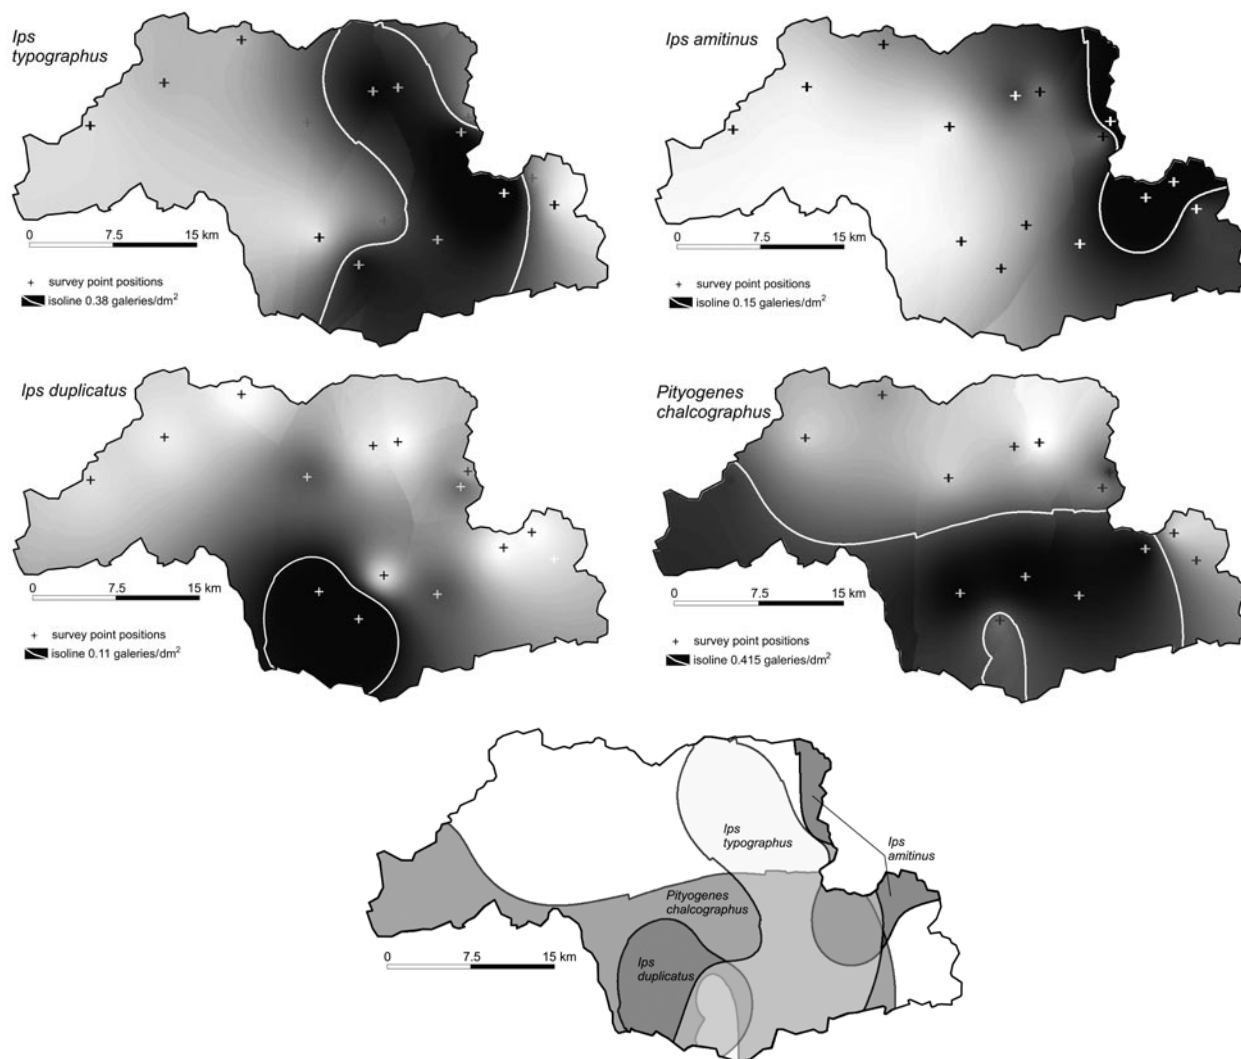 Ips
typographus
0 7.5 15 km
+ survey point positions
isoline 0.38 galeries/dm²
Ips amitinus
0 7.5 15 km
+ survey point positions
isoline 0.15 galeries/dm²
Ips duplicatus
0 7.5 15 km
+ survey point positions
isoline 0.11 galeries/dm²
Pityogenes
chalcographus
0 7.5 15 km
+ survey point positions
isoline 0.415 galeries/dm²
Ips
typographus
Ips
amitinus
Pityogenes
chalcographus
Ips
duplicatus
0 7.5 15 km